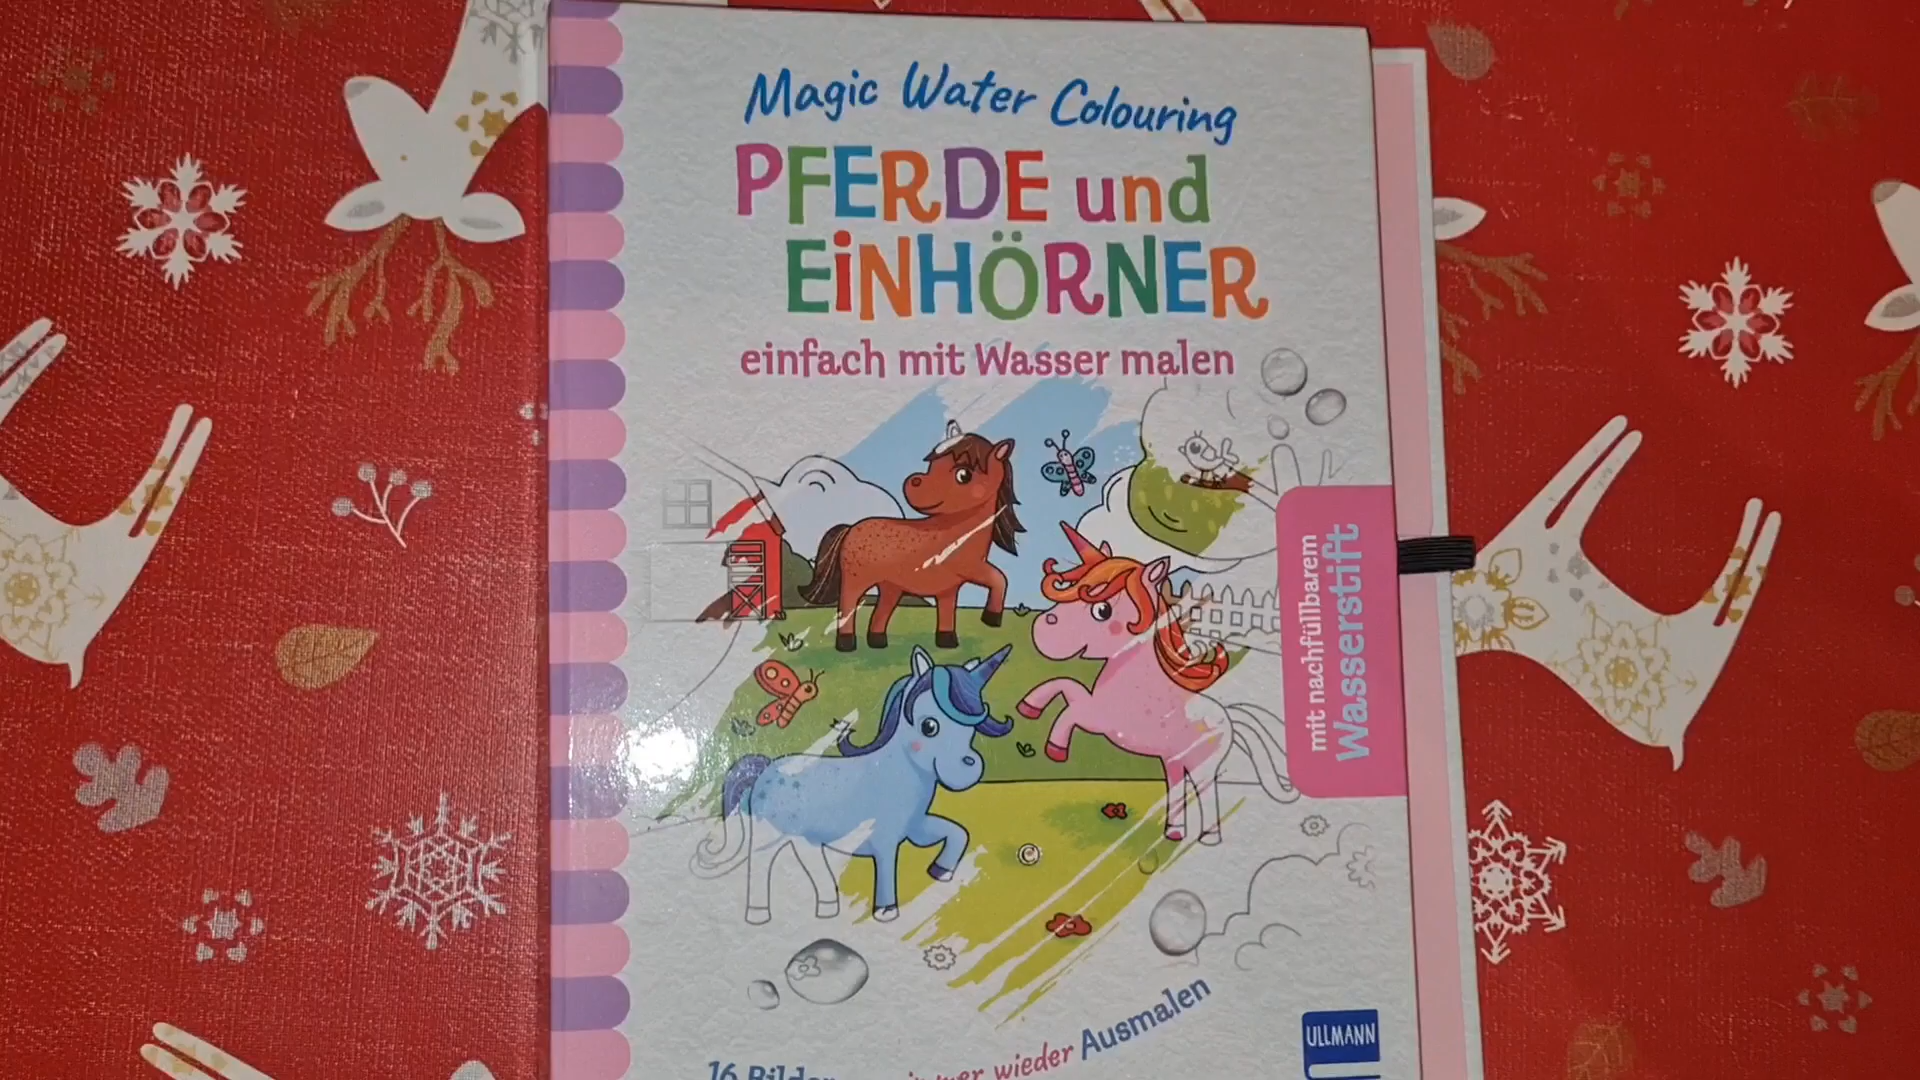 Magic Water Colouring
PFERDE und
EiNHÖRNER
einfach mit Wasser malen
mit nachfüllbarem
Wasserstift
16 Bilder wieder Ausmalen
ULLMANN